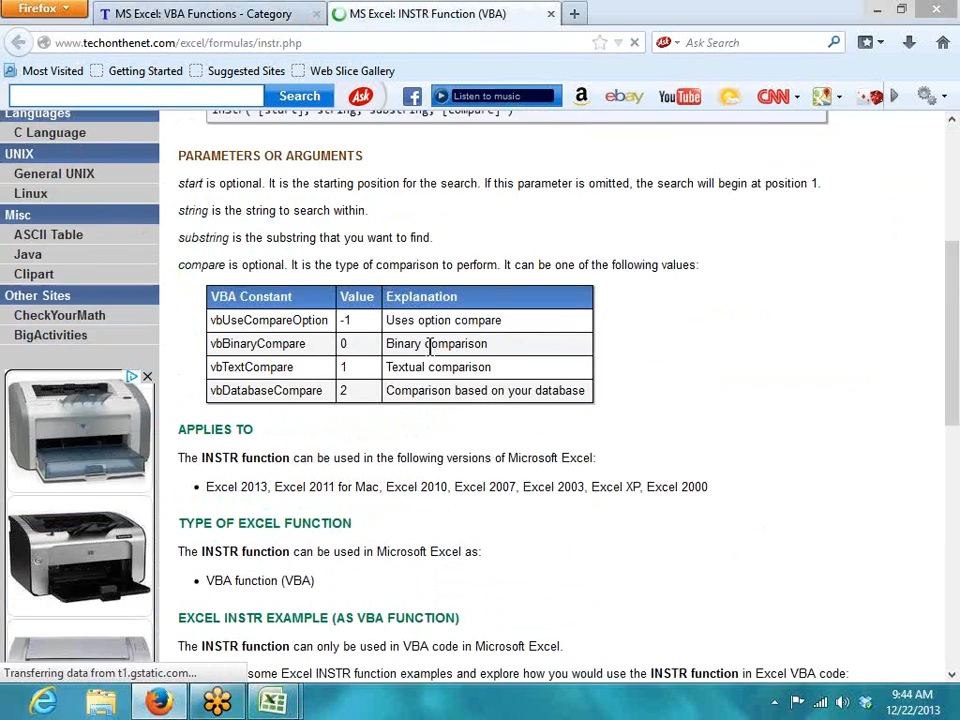 Firefox
MS Excel: VBA Functions - Category
MS Excel: INSTR Function (VBA)
www.techonthenet.com/excel/formulas/instr.php
Ask Search
Most Visited
Getting Started
Suggested Sites
Web Slice Gallery
Search
Ask
Listen to music
ebay
YouTube
CNN
Languages
C Language
UNIX
General UNIX
Linux
Misc
ASCII Table
Java
Clipart
Other Sites
CheckYourMath
BigActivities
InStr( [start], string, substring, [compare] )
PARAMETERS OR ARGUMENTS
start is optional. It is the starting position for the search. If this parameter is omitted, the search will begin at position 1.
string is the string to search within.
substring is the substring that you want to find.
compare is optional. It is the type of comparison to perform. It can be one of the following values:
VBA Constant Value Explanation
vbUseCompareOption -1 Uses option compare
vbBinaryCompare 0 Binary comparison
vbTextCompare 1 Textual comparison
vbDatabaseCompare 2 Comparison based on your database
APPLIES TO
The INSTR function can be used in the following versions of Microsoft Excel:
• Excel 2013, Excel 2011 for Mac, Excel 2010, Excel 2007, Excel 2003, Excel XP, Excel 2000
TYPE OF EXCEL FUNCTION
The INSTR function can be used in Microsoft Excel as:
• VBA function (VBA)
EXCEL INSTR EXAMPLE (AS VBA FUNCTION)
The INSTR function can only be used in VBA code in Microsoft Excel.
some Excel INSTR function examples and explore how you would use the INSTR function in Excel VBA code:
Transferring data from t1.gstatic.com...
9:44 AM
12/22/2013